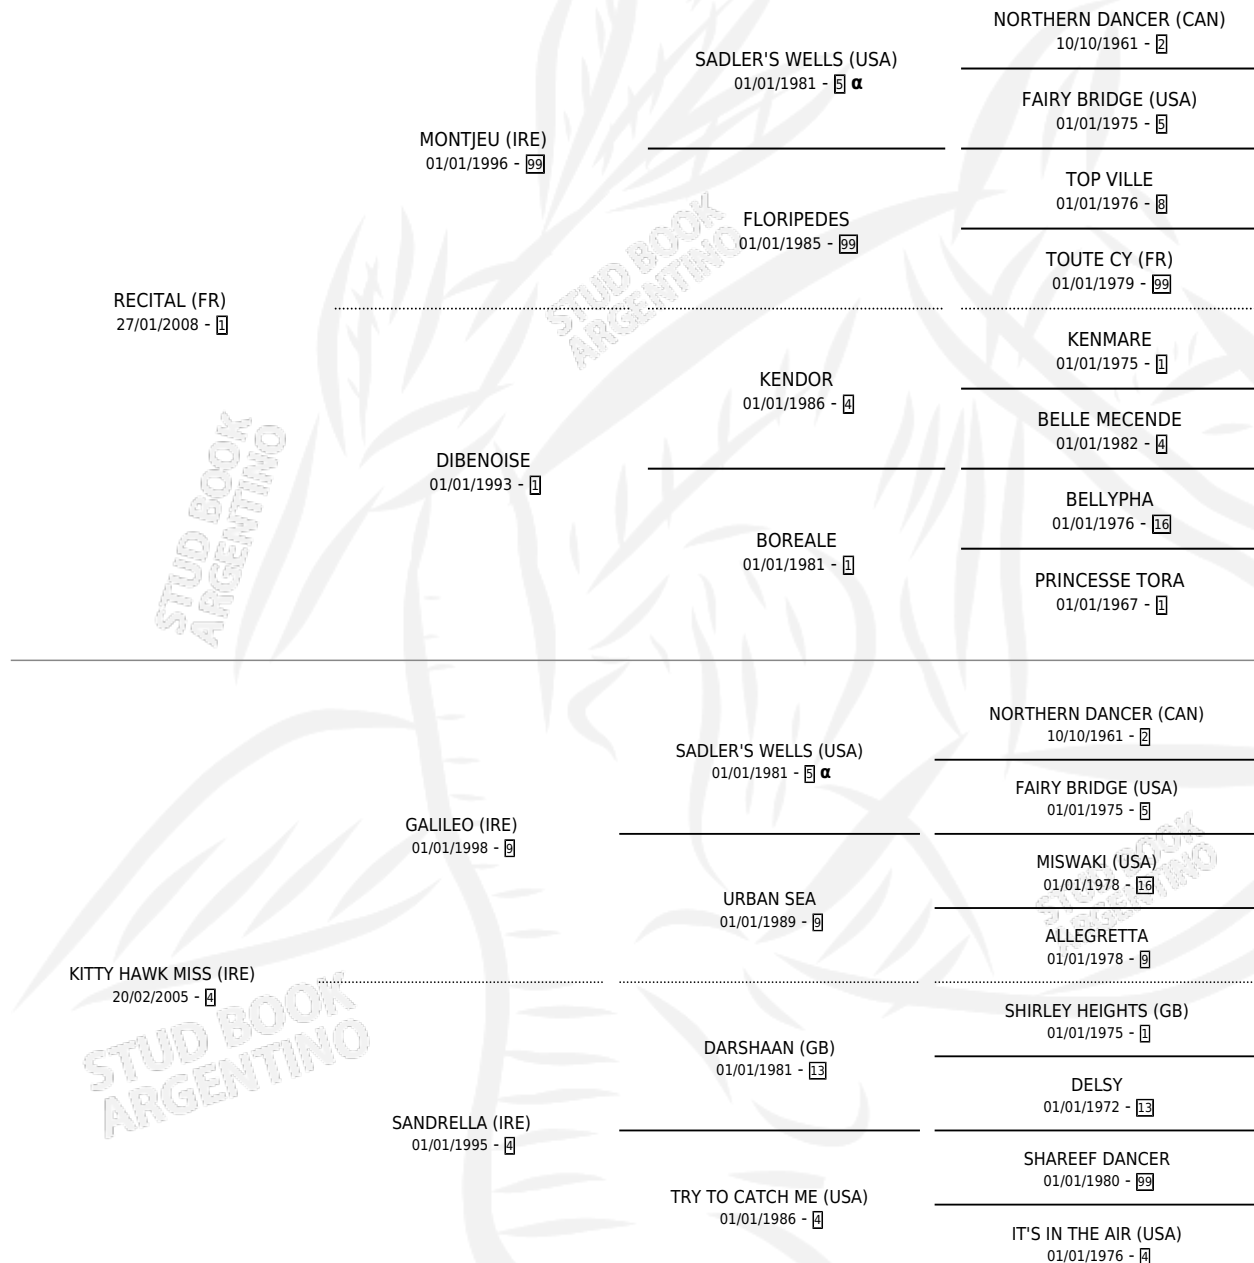 NORTHERN DANCER (CAN)
10/10/1961 - 2
SADLER'S WELLS (USA)
01/01/1981 - 5 α
FAIRY BRIDGE (USA)
01/01/1975 - 5
MONTJEU (IRE)
01/01/1996 - 99
TOP VILLE
01/01/1976 - 8
FLORIPEDES
01/01/1985 - 99
TOUTE CY (FR)
01/01/1979 - 99
RECITAL (FR)
27/01/2008 - 1
KENMARE
01/01/1975 - 1
KENDOR
01/01/1986 - 4
BELLE MECENDE
01/01/1982 - 4
DIBENOISE
01/01/1993 - 1
BELLYPHA
01/01/1976 - 16
BOREALE
01/01/1981 - 1
PRINCESSE TORA
01/01/1967 - 1
STUD BOOK
ARGENTINO
STUD BOOK
ARGENTINO
NORTHERN DANCER (CAN)
10/10/1961 - 2
SADLER'S WELLS (USA)
01/01/1981 - 5 α
FAIRY BRIDGE (USA)
01/01/1975 - 5
GALILEO (IRE)
01/01/1998 - 9
MISWAKI (USA)
01/01/1978 - 16
URBAN SEA
01/01/1989 - 9
ALLEGRETTA
01/01/1978 - 9
KITTY HAWK MISS (IRE)
20/02/2005 - 4
SHIRLEY HEIGHTS (GB)
01/01/1975 - 1
DARSHAAN (GB)
01/01/1981 - 13
DELSY
01/01/1972 - 13
SANDRELLA (IRE)
01/01/1995 - 4
SHAREEF DANCER
01/01/1980 - 99
TRY TO CATCH ME (USA)
01/01/1986 - 4
IT'S IN THE AIR (USA)
01/01/1976 - 4
STUD BOOK
ARGENTINO
STUD BOOK
ARGENTINO